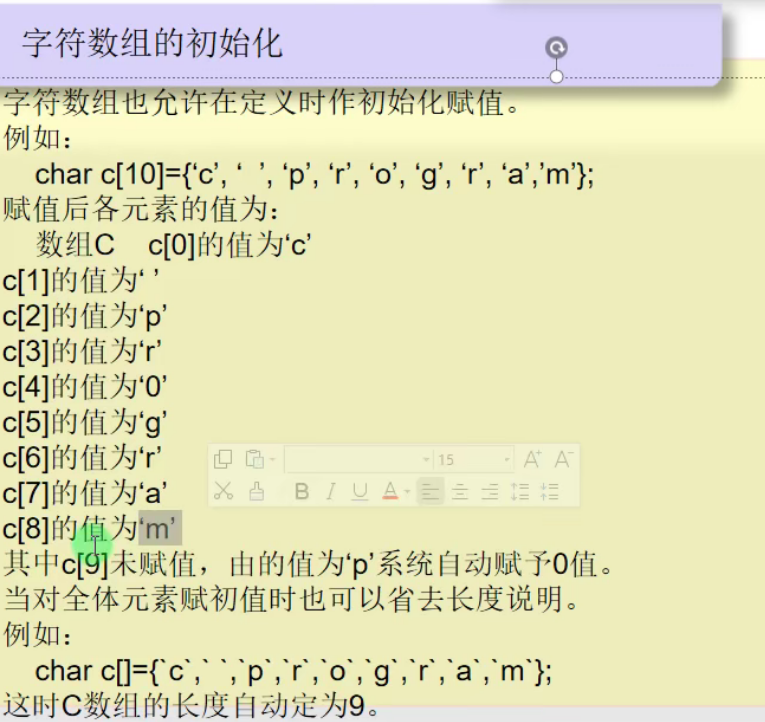 字符数组的初始化
字符数组也允许在定义时作初始化赋值。
例如：
char c[10]={‘c’, ‘ ’, ‘p’, ‘r’, ‘o’, ‘g’, ‘r’, ‘a’,’m’};
赋值后各元素的值为：
数组C c[0]的值为‘c’
c[1]的值为‘ ’
c[2]的值为‘p’
c[3]的值为‘r’
c[4]的值为‘0’
c[5]的值为‘g’
c[6]的值为‘r’
15 A+ A-
c[7]的值为‘a’
B I U A
c[8]的值为‘m’
其中c[9]未赋值，由的值为‘p’系统自动赋予0值。
当对全体元素赋初值时也可以省去长度说明。
例如：
char c[]={`c`,` `,`p`,`r`,`o`,`g`,`r`,`a`,`m`};
这时C数组的长度自动定为9。